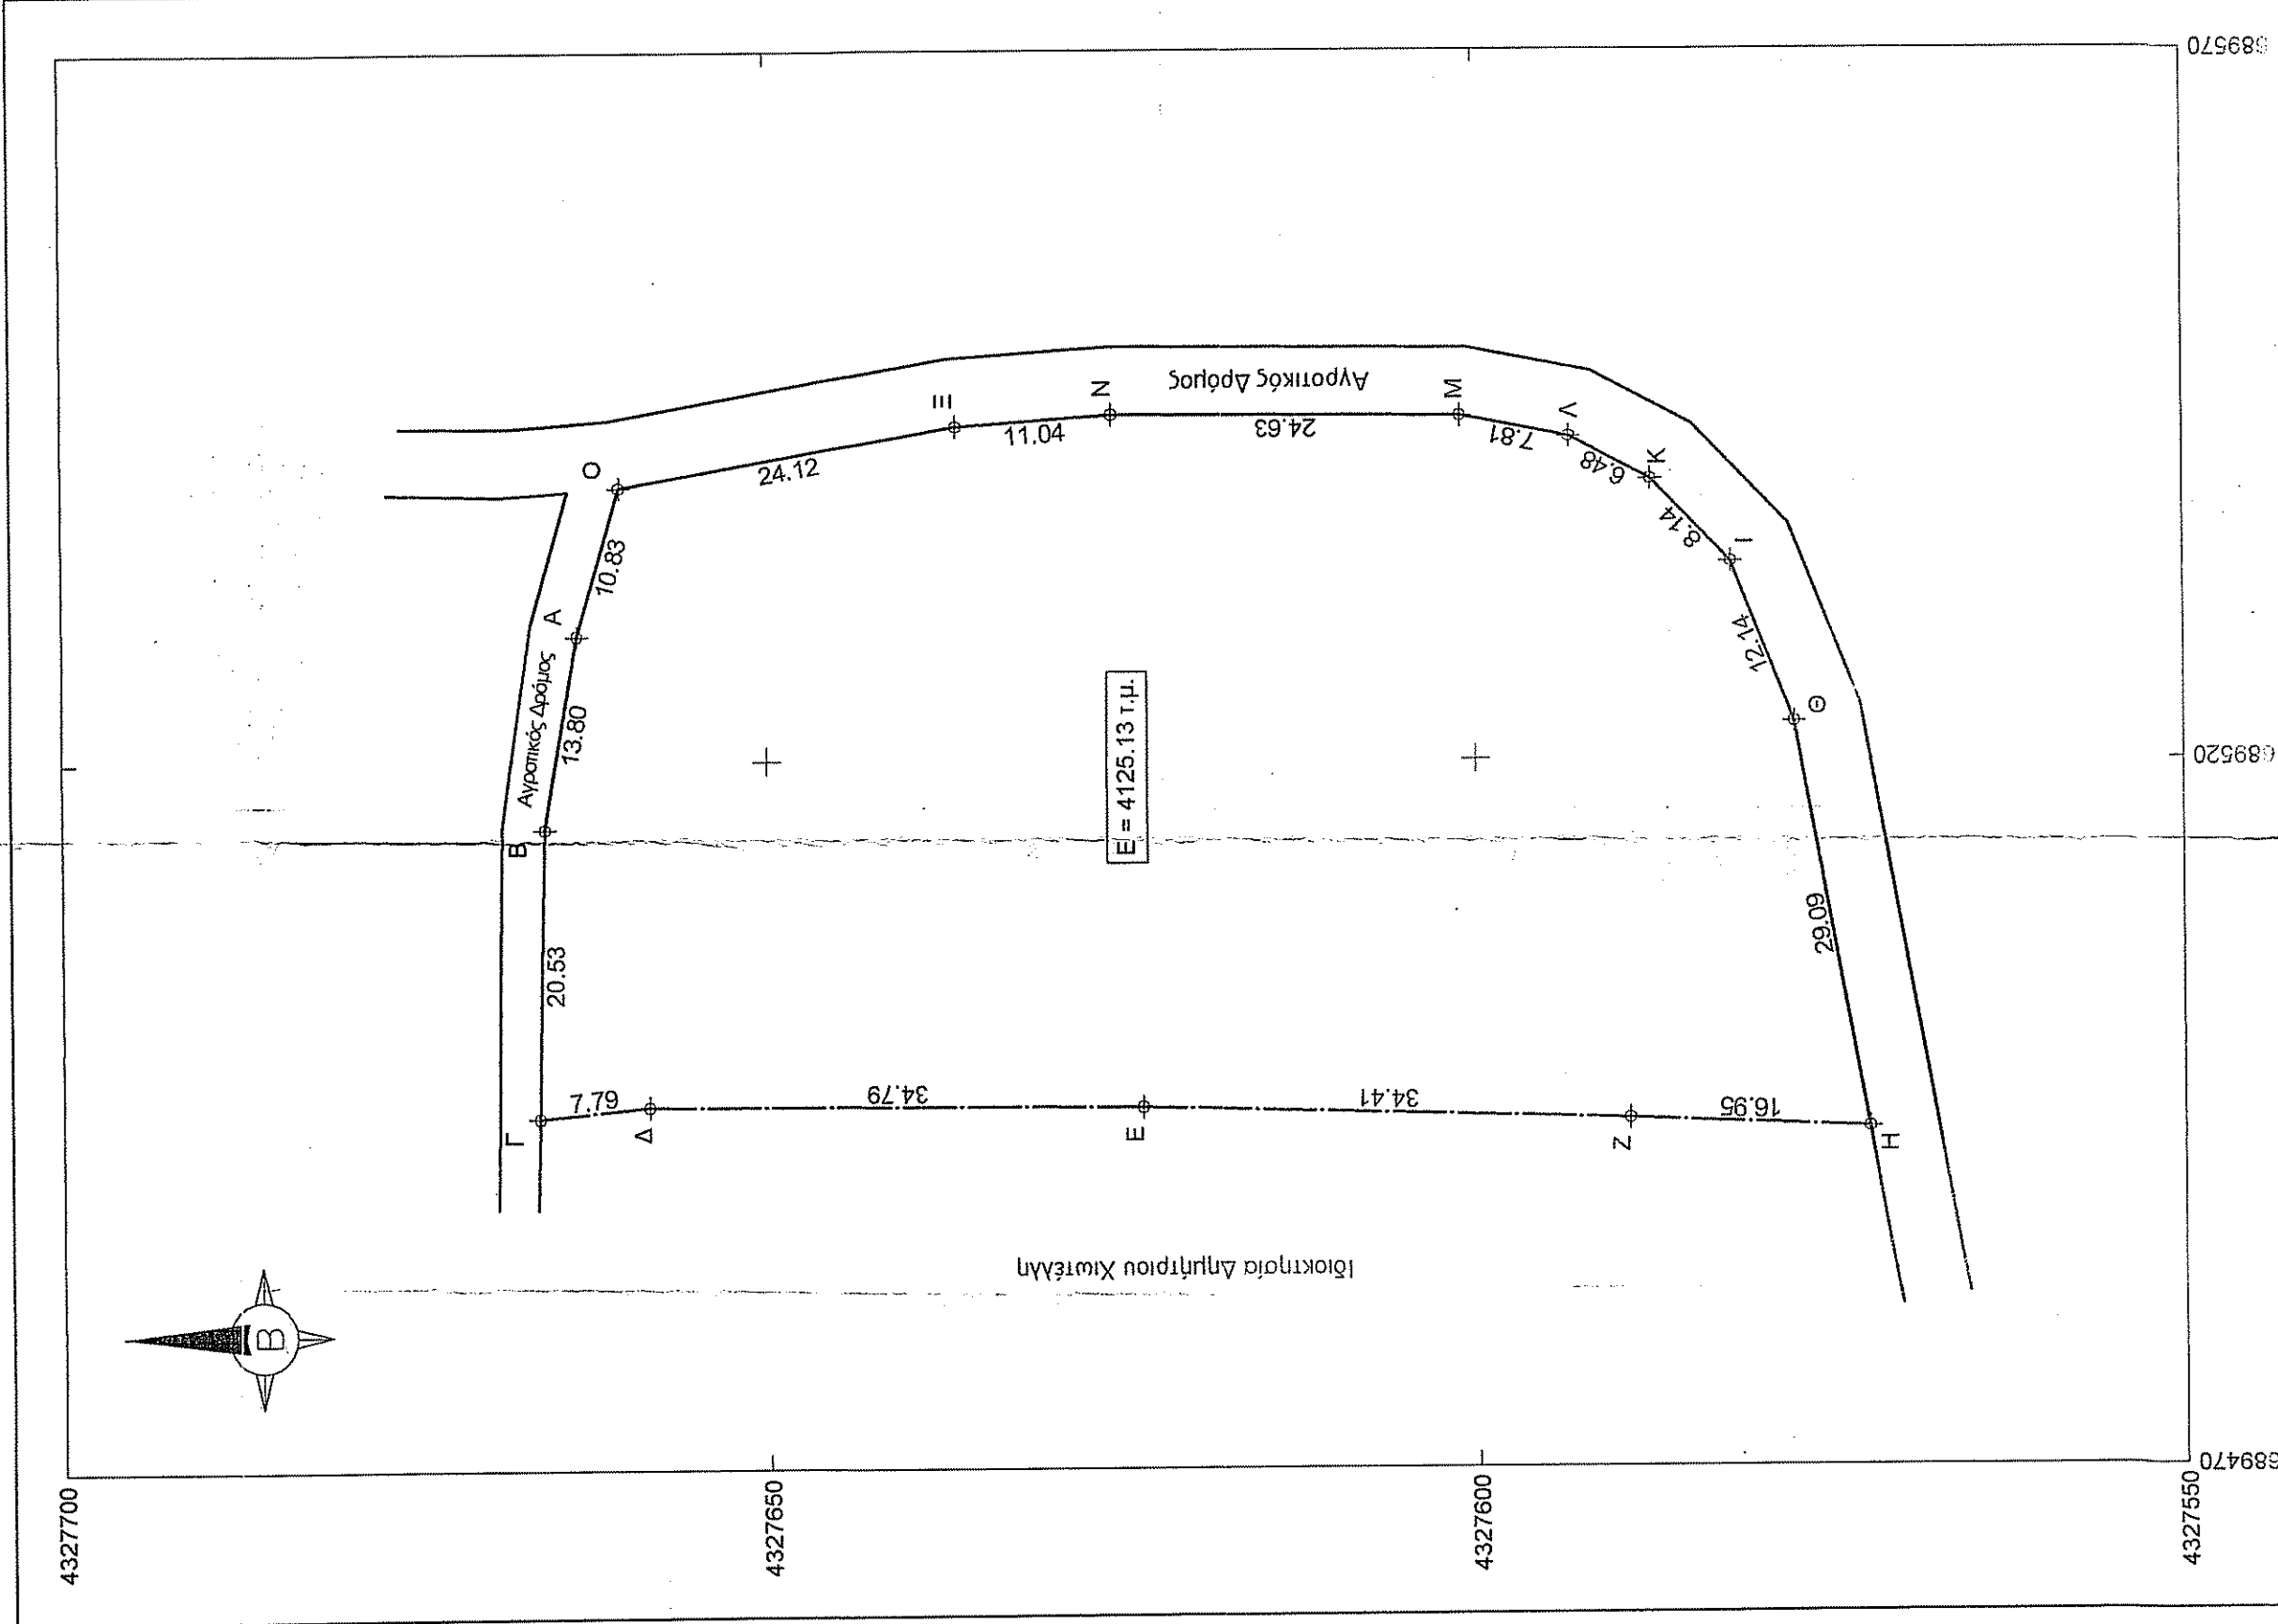 689570
689520
689470
4327700
4327650
4327600
4327550
B
Αγροτικός Δρόμος
Αγροτικός Δρόμος
Ιδιοκτησία Δημήτριου Χιωτέλλη
E = 4125.13 τ.μ.
Γ
B
A
O
Ξ
N
M
V
K
I
Θ
H
Z
E
Δ
20.53
13.80
10.83
24.12
11.04
24.63
7.81
6.48
8.14
12.14
29.09
16.95
34.41
34.79
7.79